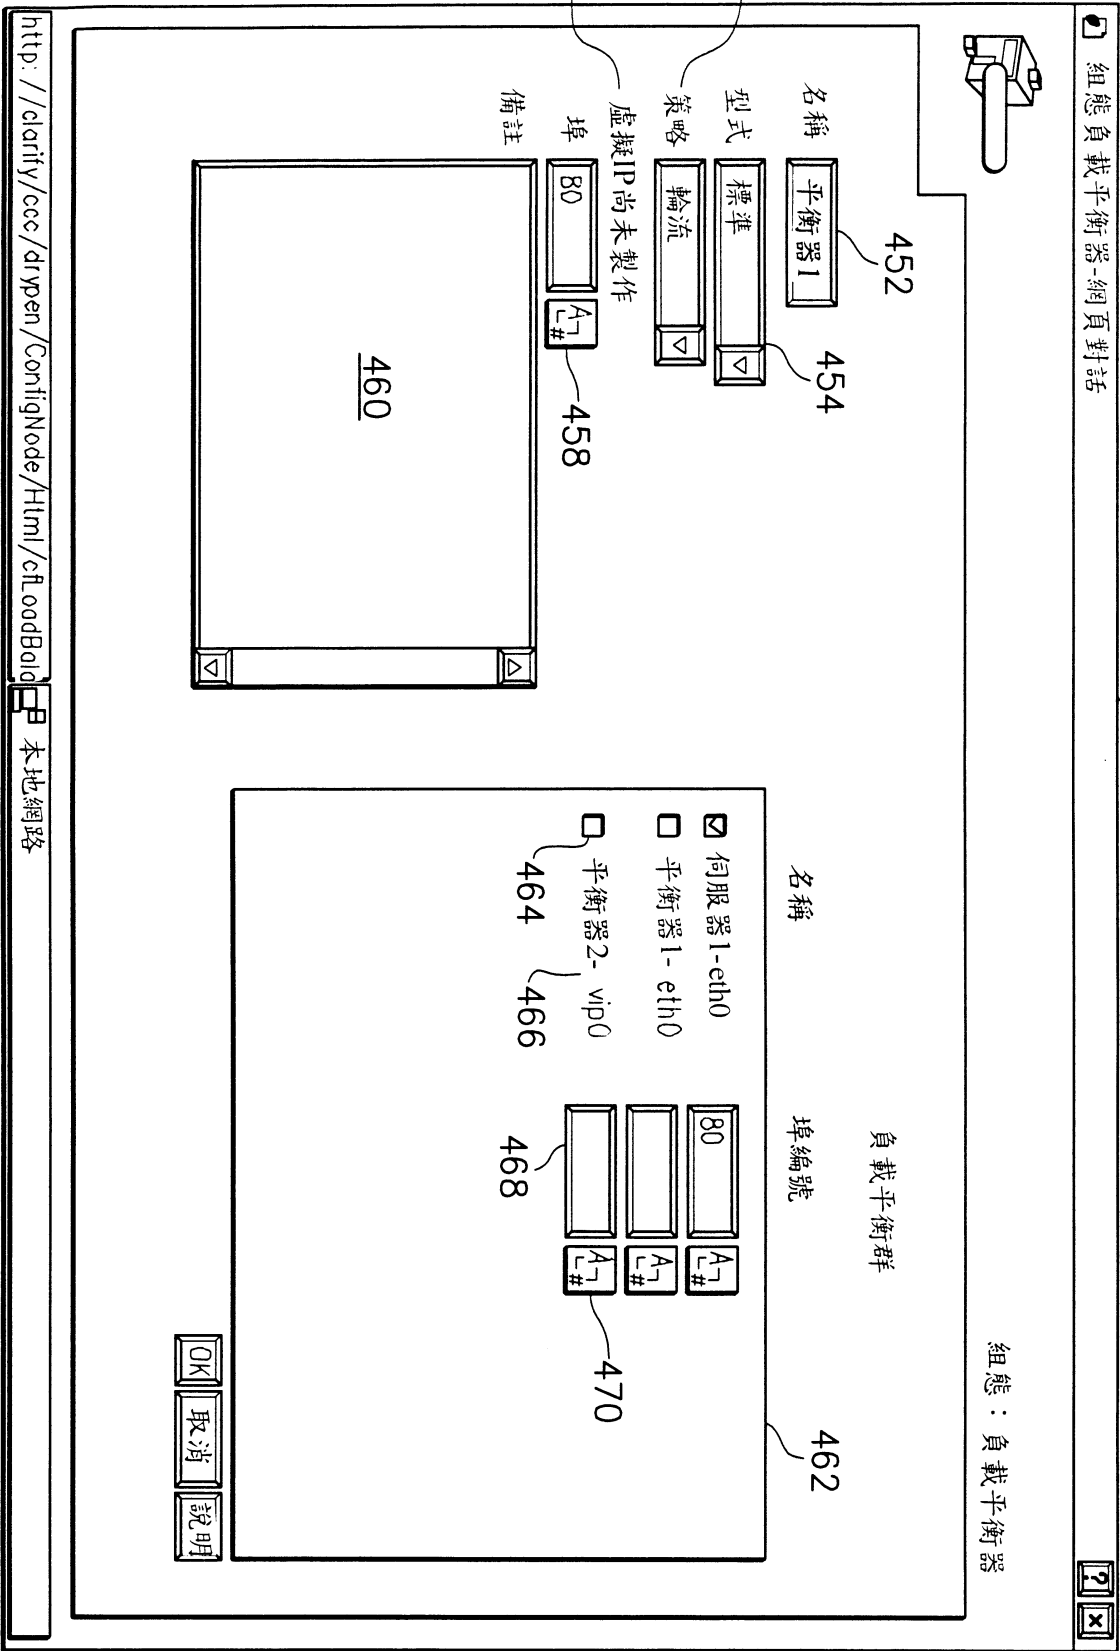 組態負載平衡器-網頁對話
? x
組態：負載平衡器
名稱 平衡器1
452
型式 標準
454
策略 輪流
虛擬IP尚未製作
埠 80 A #
458
備註
460
負載平衡群
名稱 埠編號
462
伺服器1-eth0 80 A #
平衡器1- eth0 A #
平衡器2- vip0 A #
464
466
468
470
OK 取消 說明
http://clarify/ccc/drypen/ConfigNode/Html/cfLoadBala
本地網路